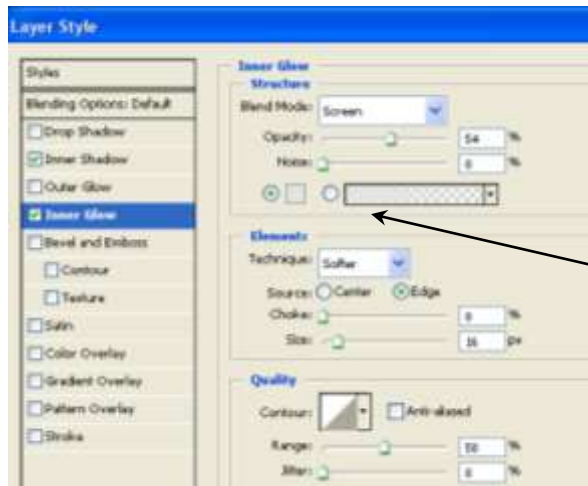 Layer Style
Styles
Blending Options: Default
Drop Shadow
Inner Shadow
Outer Glow
Inner Glow
Bevel and Emboss
Contour
Texture
Satin
Color Overlay
Gradient Overlay
Pattern Overlay
Stroke
Inner Glow
Structure
Blend Mode: Screen
Opacity: 54 %
Noise: 0 %
Elements
Technique: Softer
Source: Center Edge
Choke: 0 %
Size: 16 px
Quality
Contour: Anti-aliased
Range: 50 %
Jitter: 0 %